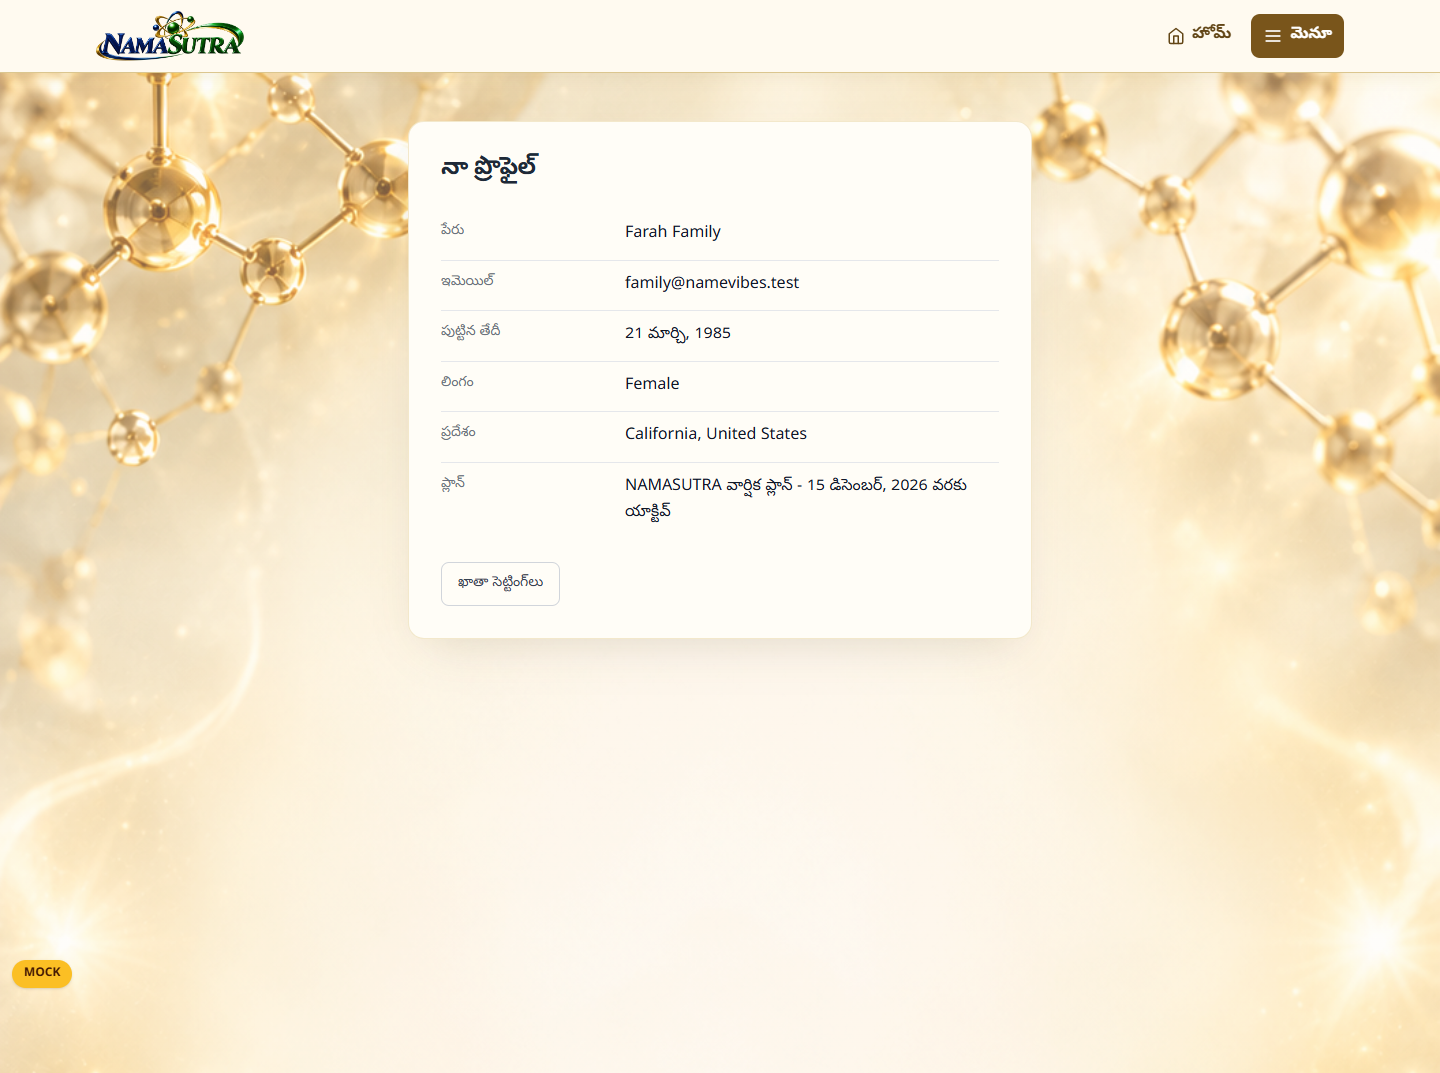 NAMASUTRA
హోమ్
మెనూ
నా ప్రొఫైల్
పేరు
Farah Family
ఇమెయిల్
family@namevibes.test
పుట్టిన తేదీ
21 మార్చి, 1985
లింగం
Female
ప్రదేశం
California, United States
ప్లాన్
NAMASUTRA వార్షిక ప్లాన్ - 15 డిసెంబర్, 2026 వరకు
యాక్టివ్
ఖాతా సెట్టింగ్‌లు
MOCK